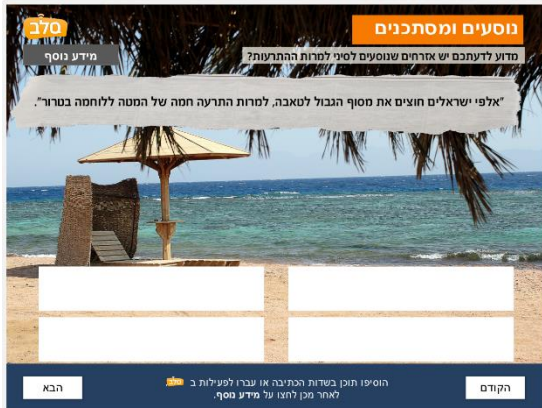 סלב
נוסעים ומסתכנים
מידע נוסף
מדוע לדעתכם יש אזרחים שנוסעים לסיני למרות ההתרעות?
"אלפי ישראלים חוצים את מסוף הגבול לטאבה, למרות התרעה חמה של המטה ללוחמה בטרור".
הוסיפו תוכן בשדות הכתיבה או עברו לפעילות ב סלב
לאחר מכן לחצו על מידע נוסף.
הקודם
הבא